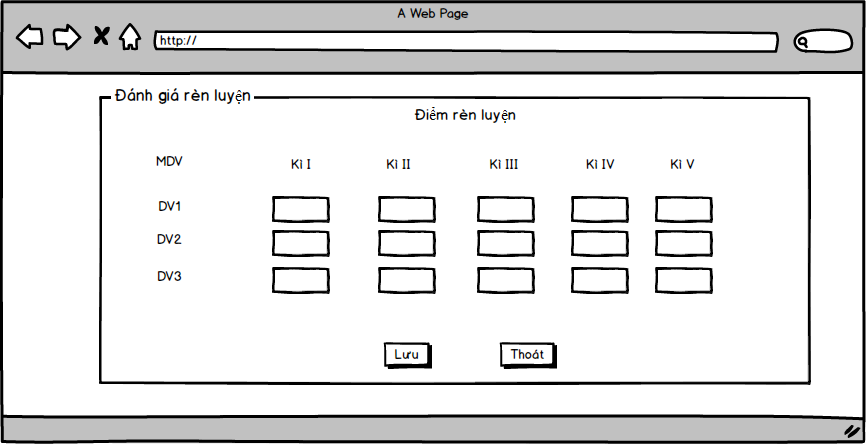 A Web Page
http://
Đánh giá rèn luyện
Điểm rèn luyện
MDV Kì I Kì II Kì III Kì IV Kì V
DV1
DV2
DV3
Lưu Thoát